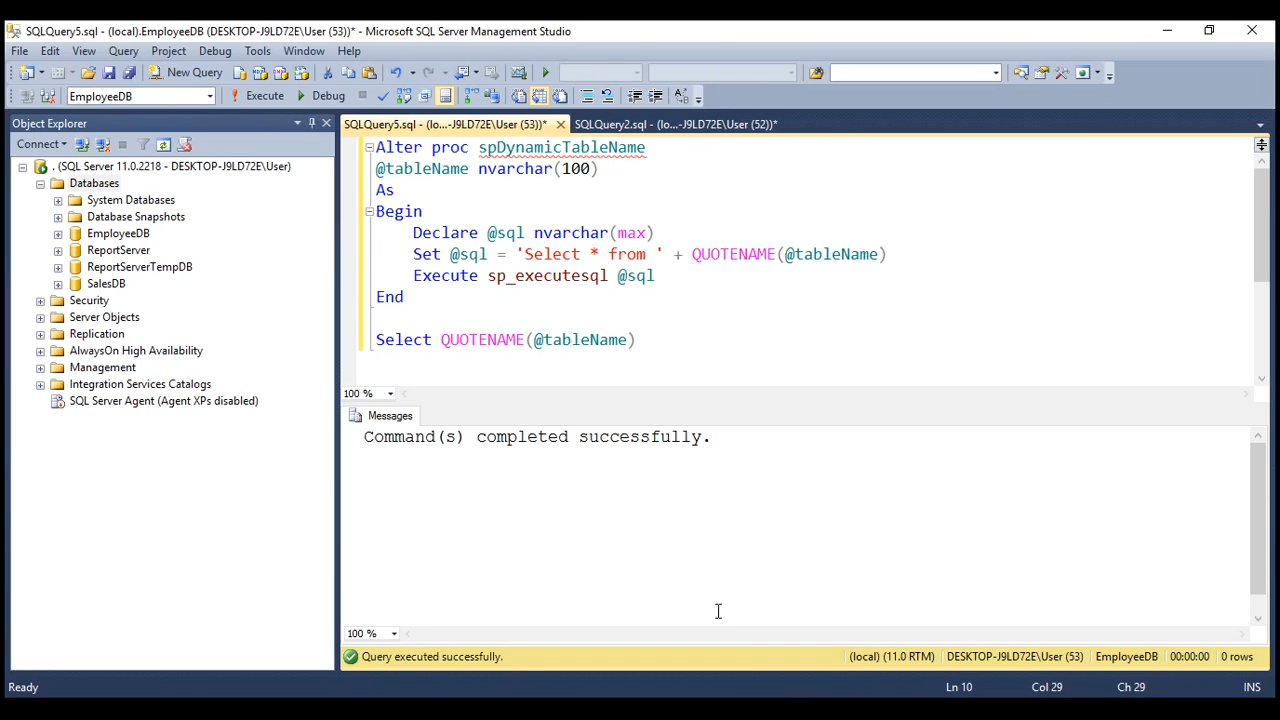 SQLQuery5.sql - (local).EmployeeDB (DESKTOP-J9LD72E\User (53))* - Microsoft SQL Server Management Studio
File Edit View Query Project Debug Tools Window Help
New Query
EmployeeDB Execute Debug
Object Explorer
SQLQuery5.sql - (lo...-J9LD72E\User (53))* SQLQuery2.sql - (lo...-J9LD72E\User (52))*
Connect
. (SQL Server 11.0.2218 - DESKTOP-J9LD72E\User)
Databases
System Databases
Database Snapshots
EmployeeDB
ReportServer
ReportServerTempDB
SalesDB
Security
Server Objects
Replication
AlwaysOn High Availability
Management
Integration Services Catalogs
SQL Server Agent (Agent XPs disabled)
Alter proc spDynamicTableName
@tableName nvarchar(100)
As
Begin
Declare @sql nvarchar(max)
Set @sql = 'Select * from ' + QUOTENAME(@tableName)
Execute sp_executesql @sql
End
Select QUOTENAME(@tableName)
100 %
Messages
Command(s) completed successfully.
100 %
Query executed successfully. (local) (11.0 RTM) DESKTOP-J9LD72E\User (53) EmployeeDB 00:00:00 0 rows
Ready Ln 10 Col 29 Ch 29 INS